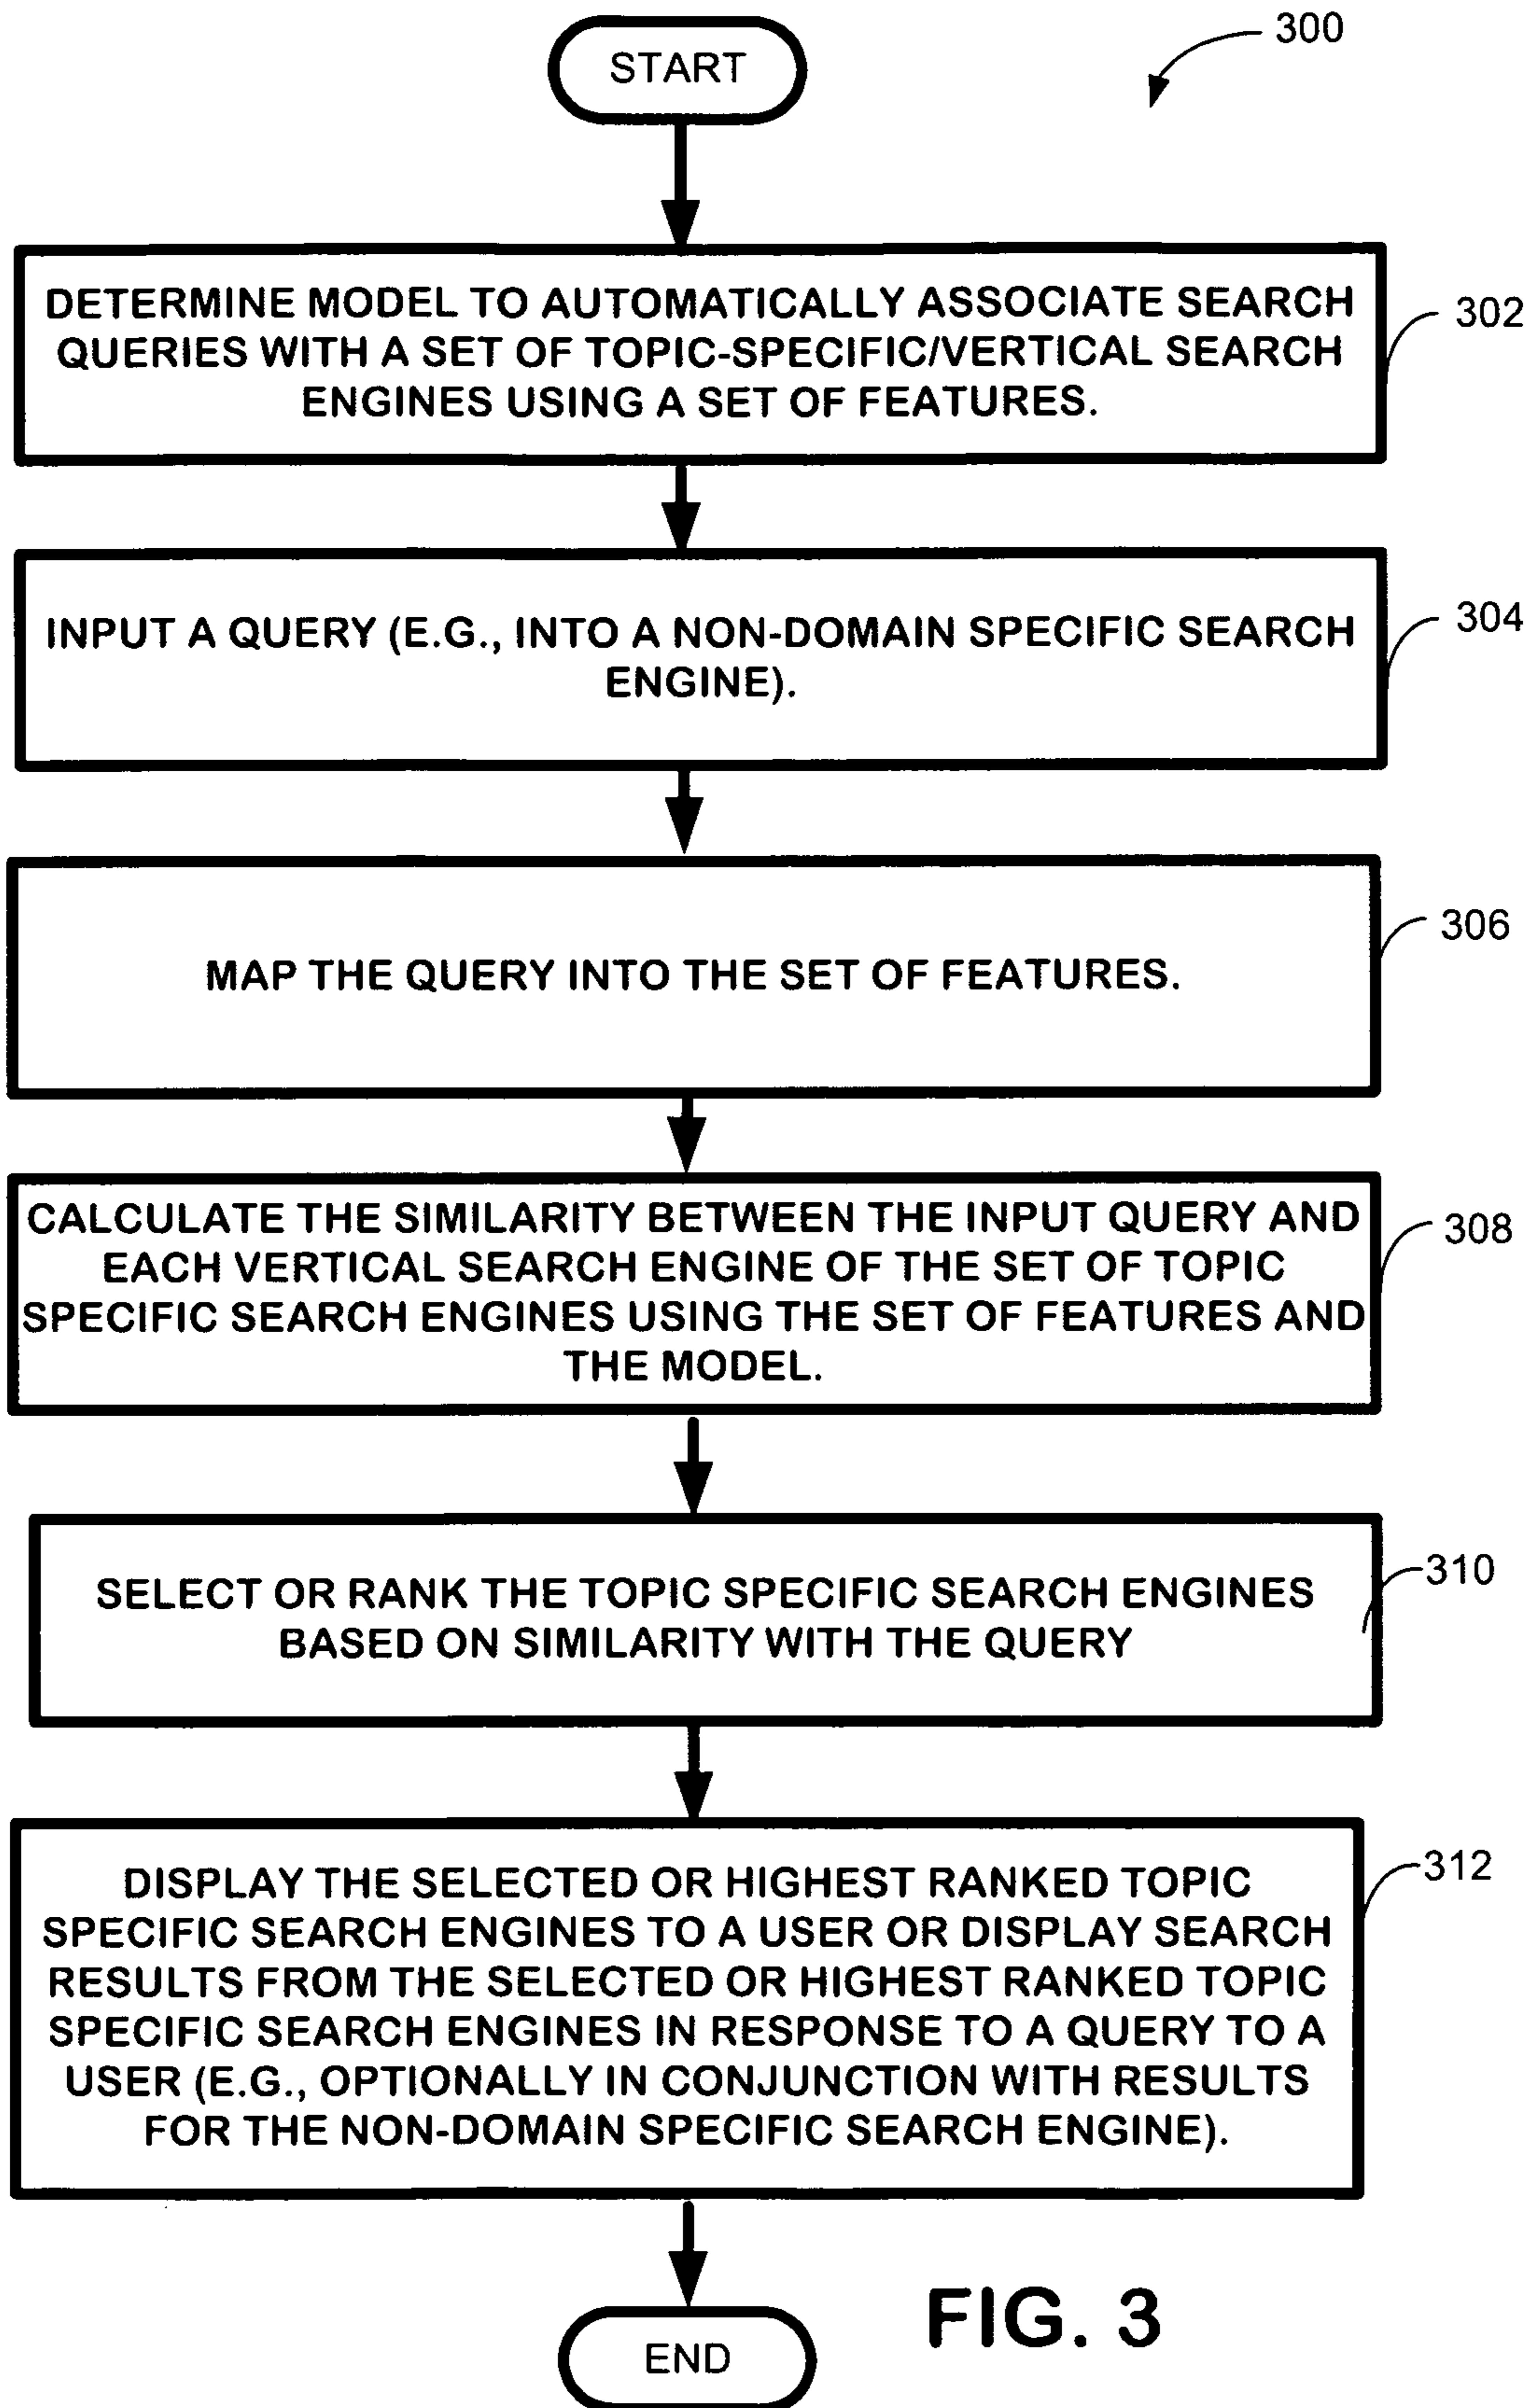 START
300
DETERMINE MODEL TO AUTOMATICALLY ASSOCIATE SEARCH
QUERIES WITH A SET OF TOPIC-SPECIFIC/VERTICAL SEARCH
ENGINES USING A SET OF FEATURES.
302
INPUT A QUERY (E.G., INTO A NON-DOMAIN SPECIFIC SEARCH
ENGINE).
304
MAP THE QUERY INTO THE SET OF FEATURES.
306
CALCULATE THE SIMILARITY BETWEEN THE INPUT QUERY AND
EACH VERTICAL SEARCH ENGINE OF THE SET OF TOPIC
SPECIFIC SEARCH ENGINES USING THE SET OF FEATURES AND
THE MODEL.
308
SELECT OR RANK THE TOPIC SPECIFIC SEARCH ENGINES
BASED ON SIMILARITY WITH THE QUERY
310
DISPLAY THE SELECTED OR HIGHEST RANKED TOPIC
SPECIFIC SEARCH ENGINES TO A USER OR DISPLAY SEARCH
RESULTS FROM THE SELECTED OR HIGHEST RANKED TOPIC
SPECIFIC SEARCH ENGINES IN RESPONSE TO A QUERY TO A
USER (E.G., OPTIONALLY IN CONJUNCTION WITH RESULTS
FOR THE NON-DOMAIN SPECIFIC SEARCH ENGINE).
312
END
FIG. 3